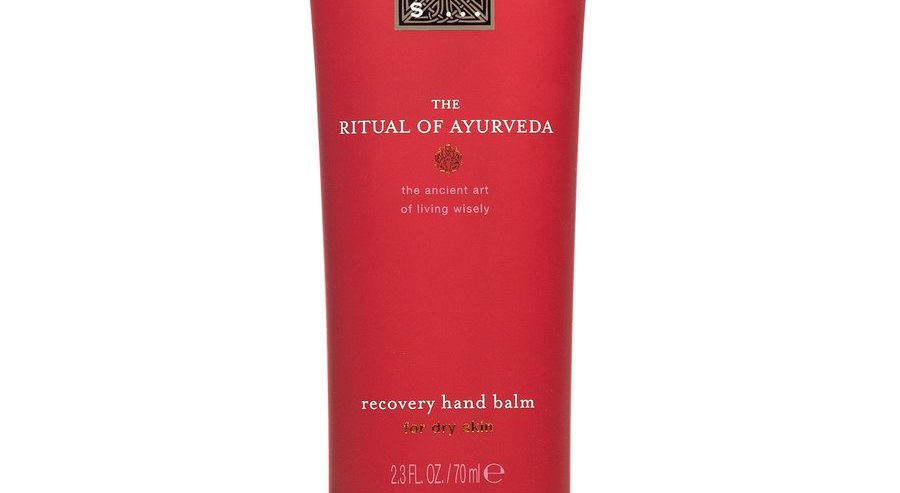 S ...
THE
RITUAL OF AYURVEDA
the ancient art
of living wisely
recovery hand balm
for dry skin
2.3 FL. OZ. / 70 ml ℮